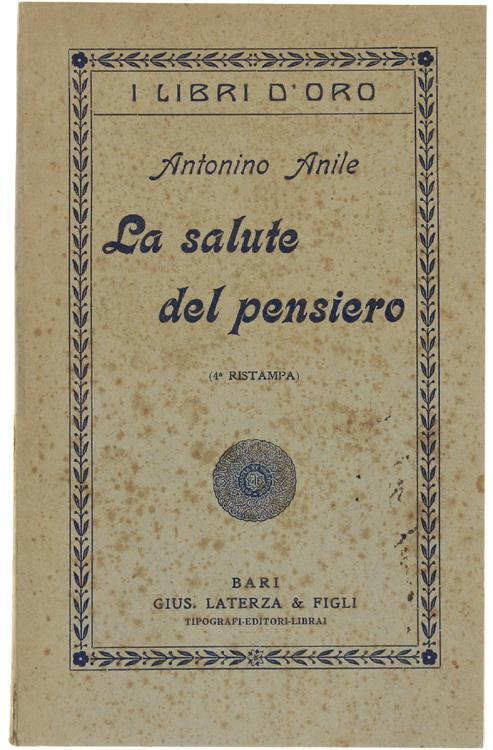 I LIBRI D'ORO
Antonino Anile
La salute
del pensiero
(4ª RISTAMPA)
BARI
GIUS. LATERZA & FIGLI
TIPOGRAFI-EDITORI-LIBRAI